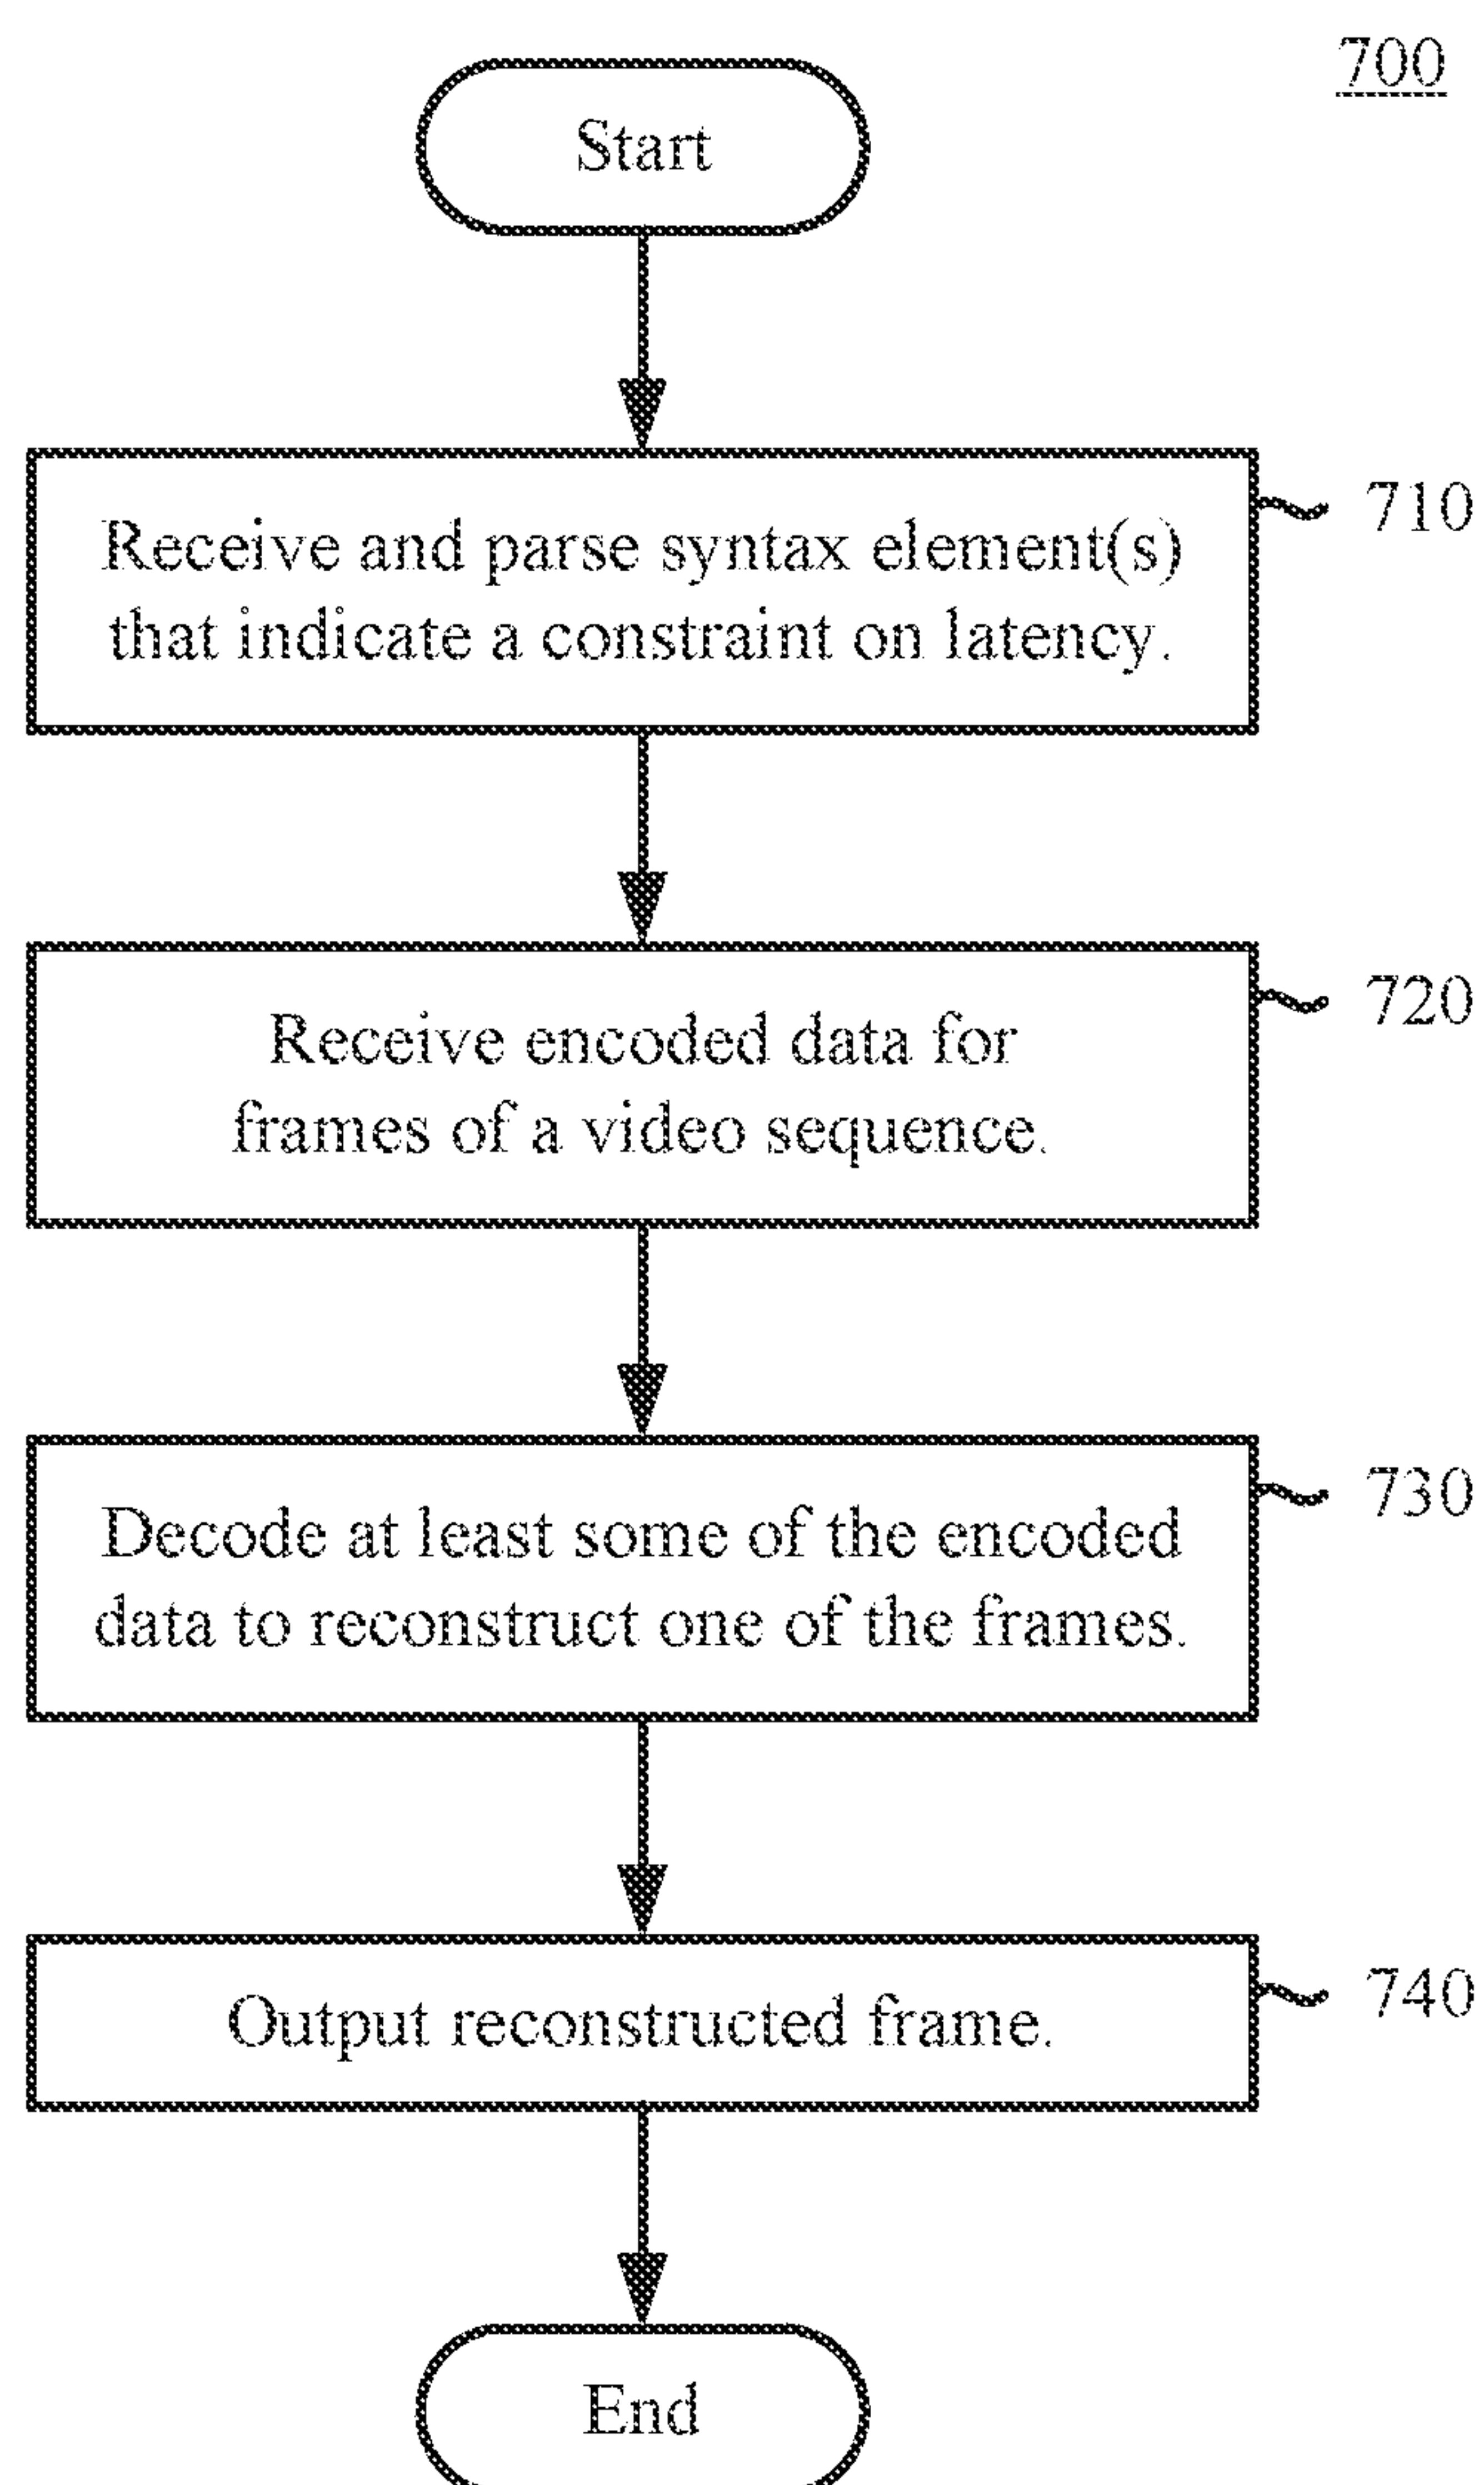 700
Start
Receive and parse syntax element(s)
that indicate a constraint on latency.
710
Receive encoded data for
frames of a video sequence.
720
Decode at least some of the encoded
data to reconstruct one of the frames.
730
Output reconstructed frame.
740
End